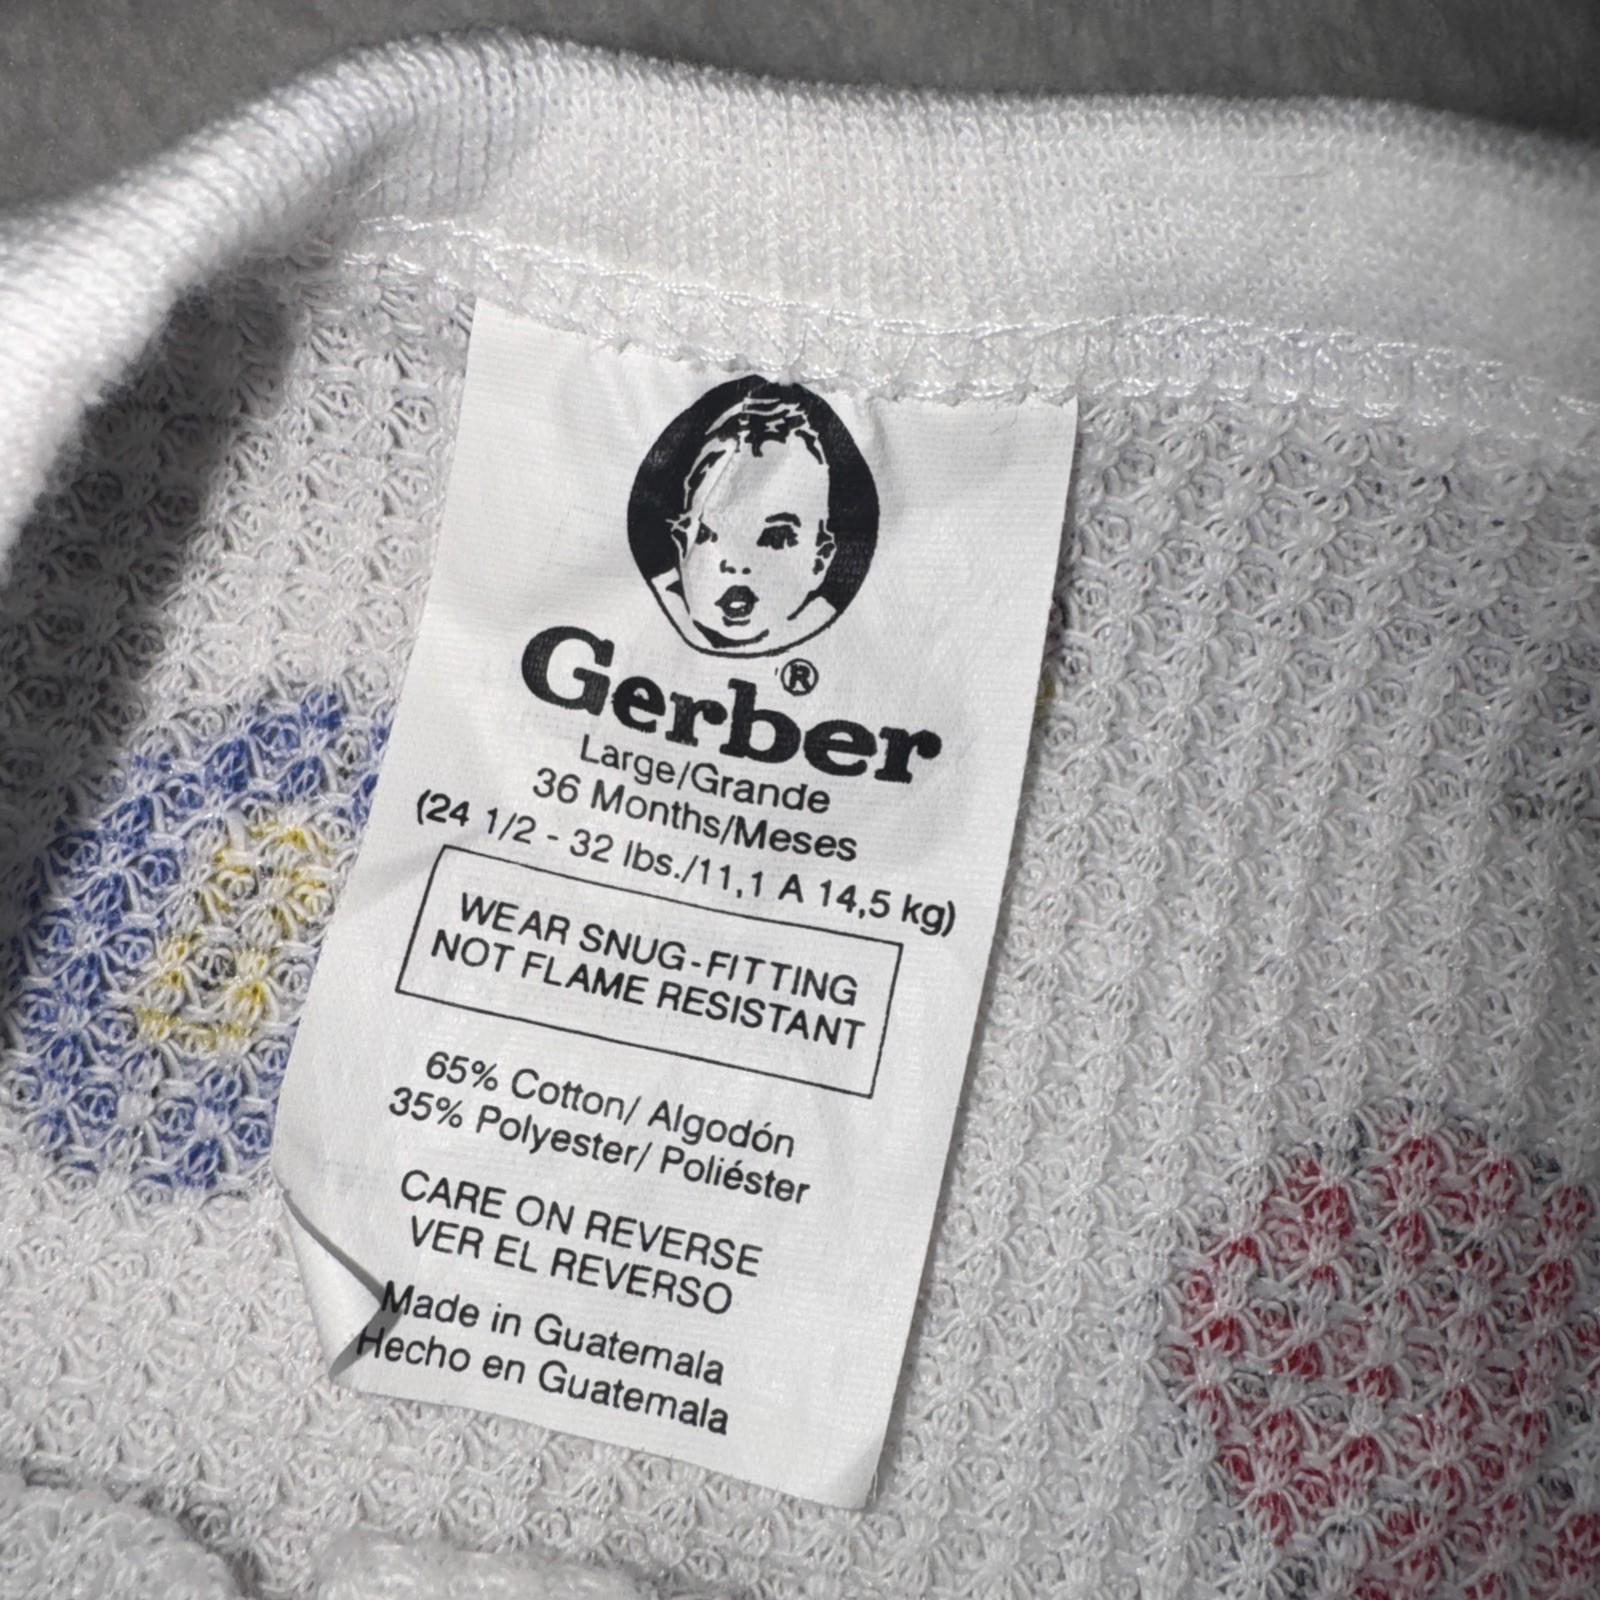 Gerber®
Large/Grande
36 Months/Meses
(24 1/2 - 32 lbs./11,1 A 14,5 kg)
WEAR SNUG-FITTING
NOT FLAME RESISTANT
65% Cotton/ Algodón
35% Polyester/ Poliéster
CARE ON REVERSE
VER EL REVERSO
Made in Guatemala
Hecho en Guatemala